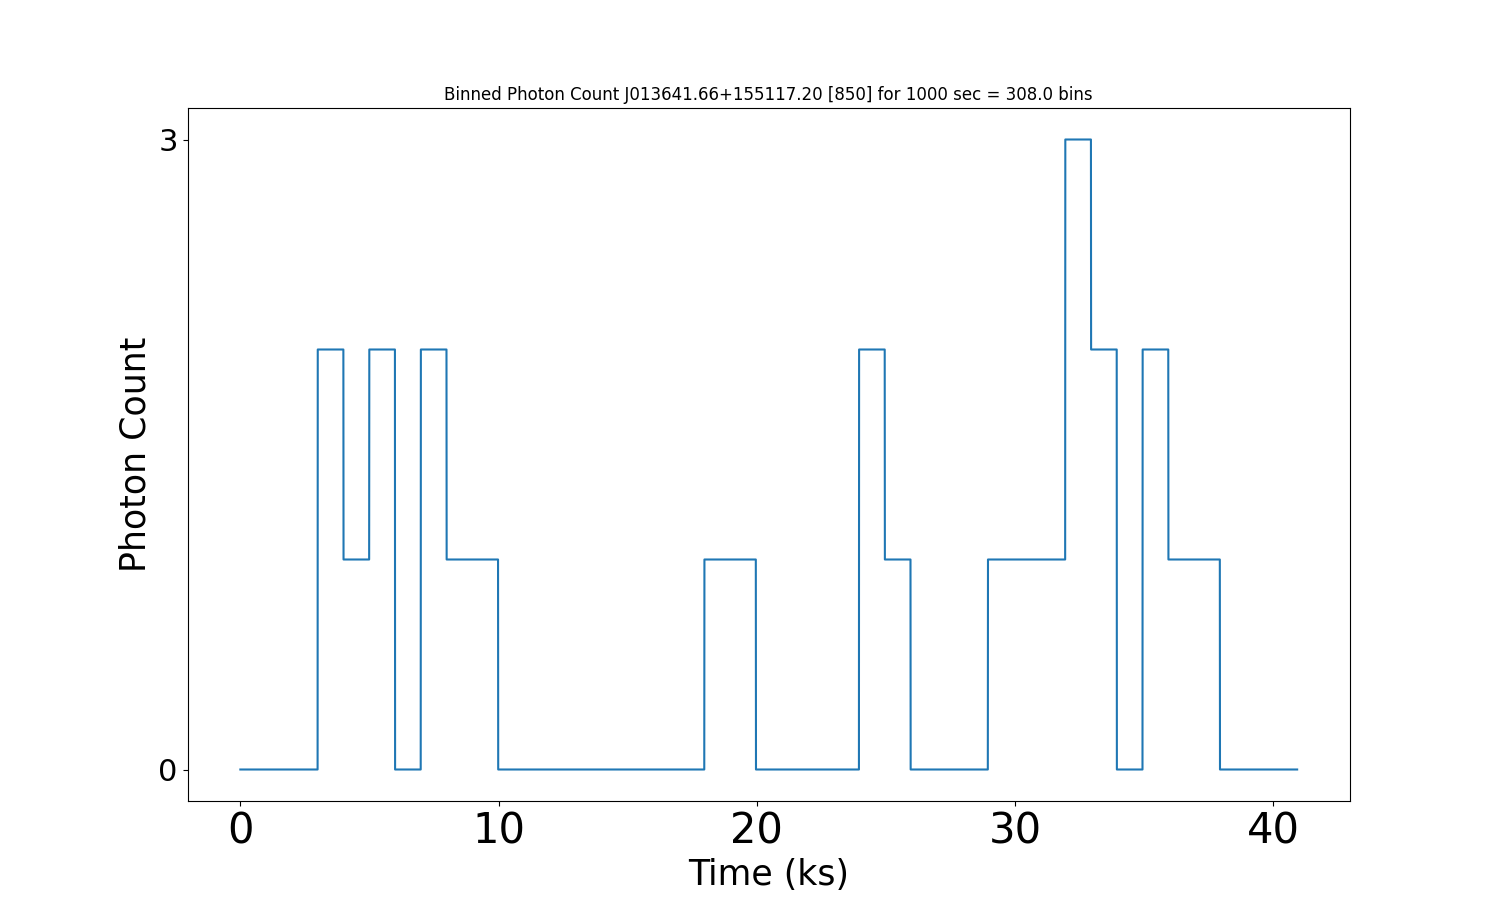 Binned Photon Count J013641.66+155117.20 [850] for 1000 sec = 308.0 bins
3
Photon Count
0
0 10 20 30 40
Time (ks)